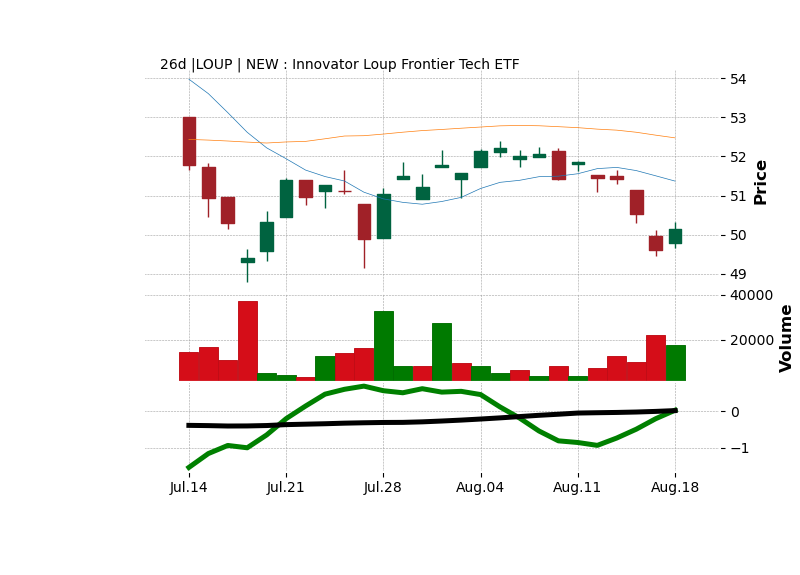 26d |LOUP | NEW : Innovator Loup Frontier Tech ETF
54
53
52
51
50
49
Price
40000
20000
Volume
0
−1
Jul.14 Jul.21 Jul.28 Aug.04 Aug.11 Aug.18